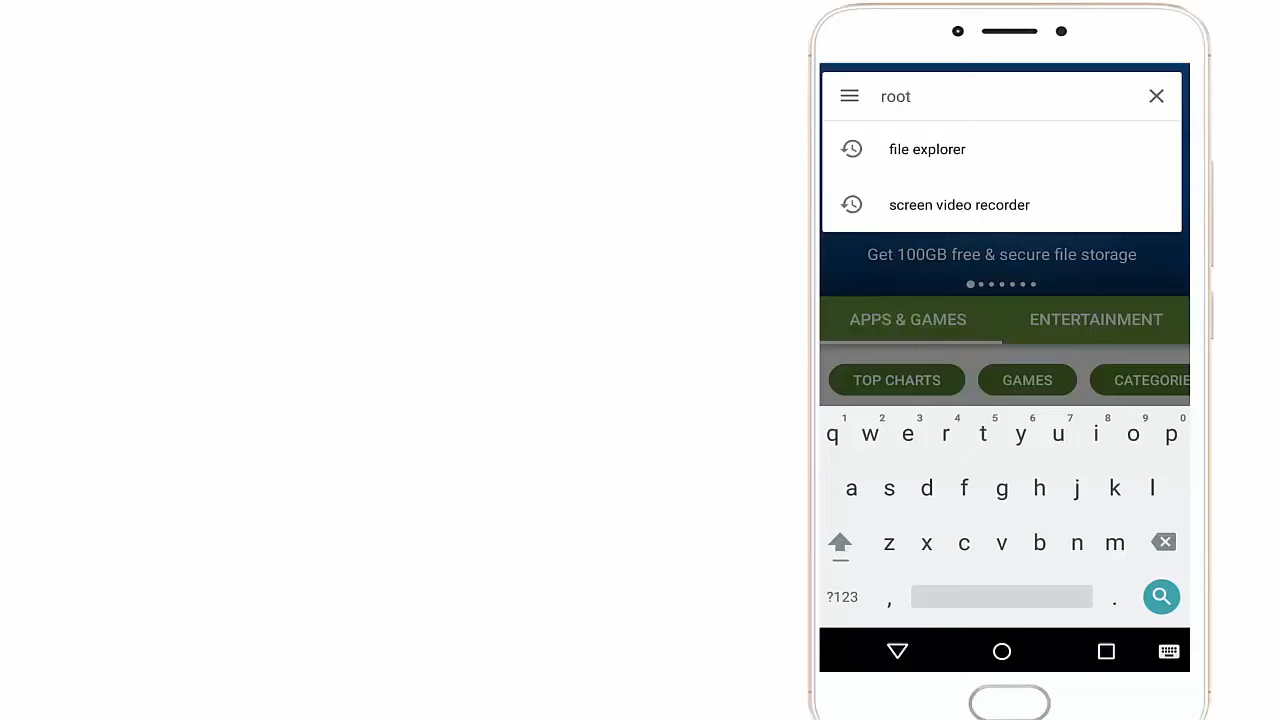 root
file explorer
screen video recorder
Get 100GB free & secure file storage
APPS & GAMES ENTERTAINMENT
TOP CHARTS GAMES CATEGORIE
1 2 3 4 5 6 7 8 9 0
q w e r t y u i o p
a s d f g h j k l
z x c v b n m
?123 , .